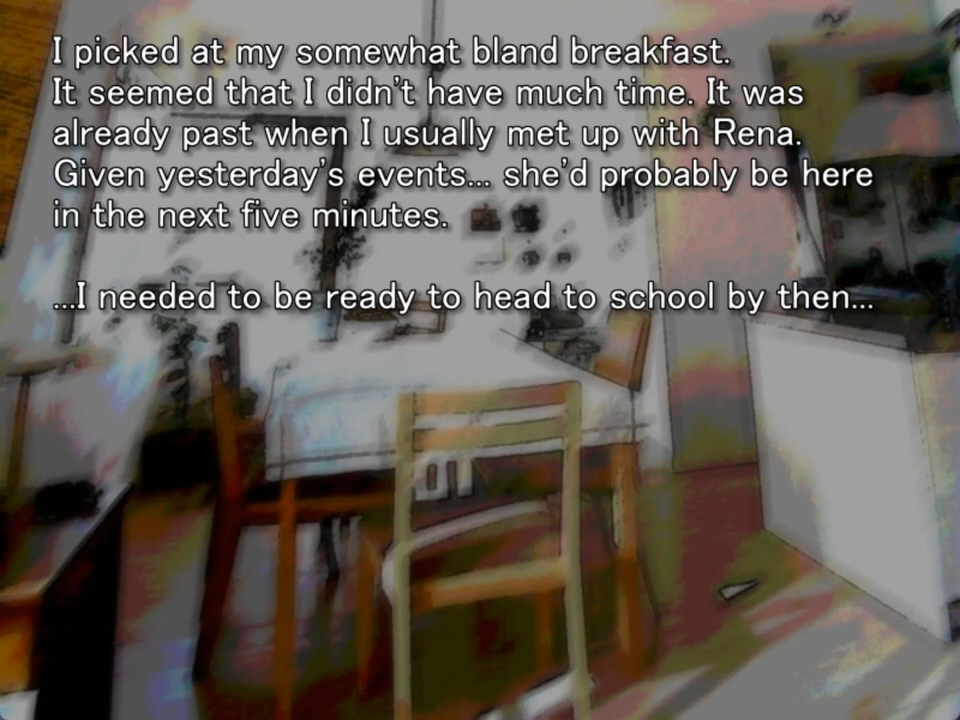 I picked at my somewhat bland breakfast.
It seemed that I didn't have much time. It was
already past when I usually met up with Rena.
Given yesterday's events... she'd probably be here
in the next five minutes.
...I needed to be ready to head to school by then...